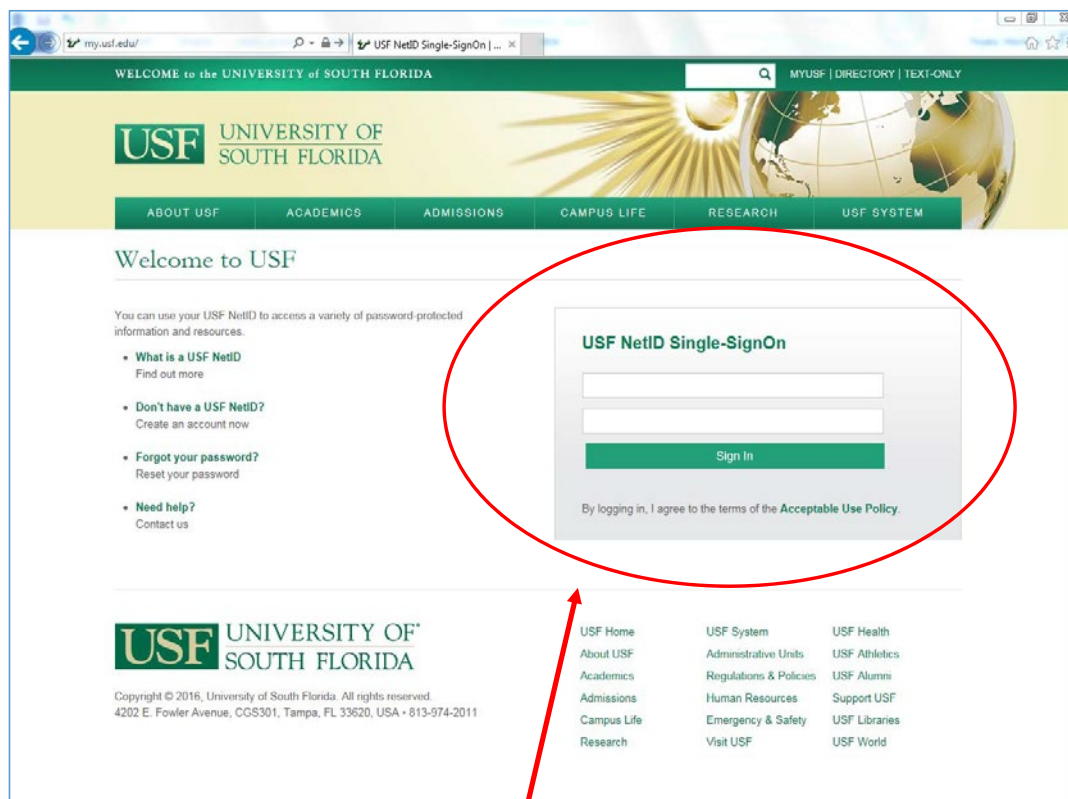 my.usf.edu/
USF NetID Single-SignOn | ...
WELCOME to the UNIVERSITY of SOUTH FLORIDA
MYUSF | DIRECTORY | TEXT-ONLY
USF UNIVERSITY OF
SOUTH FLORIDA
ABOUT USF ACADEMICS ADMISSIONS CAMPUS LIFE RESEARCH USF SYSTEM
Welcome to USF
You can use your USF NetID to access a variety of password-protected
information and resources.
What is a USF NetID
Find out more
Don't have a USF NetID?
Create an account now
Forgot your password?
Reset your password
Need help?
Contact us
USF NetID Single-SignOn
Sign In
By logging in, I agree to the terms of the Acceptable Use Policy.
USF UNIVERSITY OF
SOUTH FLORIDA
Copyright © 2016, University of South Florida. All rights reserved.
4202 E. Fowler Avenue, CGS301, Tampa, FL 33620, USA • 813-974-2011
USF Home USF System USF Health
About USF Administrative Units USF Athletics
Academics Regulations & Policies USF Alumni
Admissions Human Resources Support USF
Campus Life Emergency & Safety USF Libraries
Research Visit USF USF World